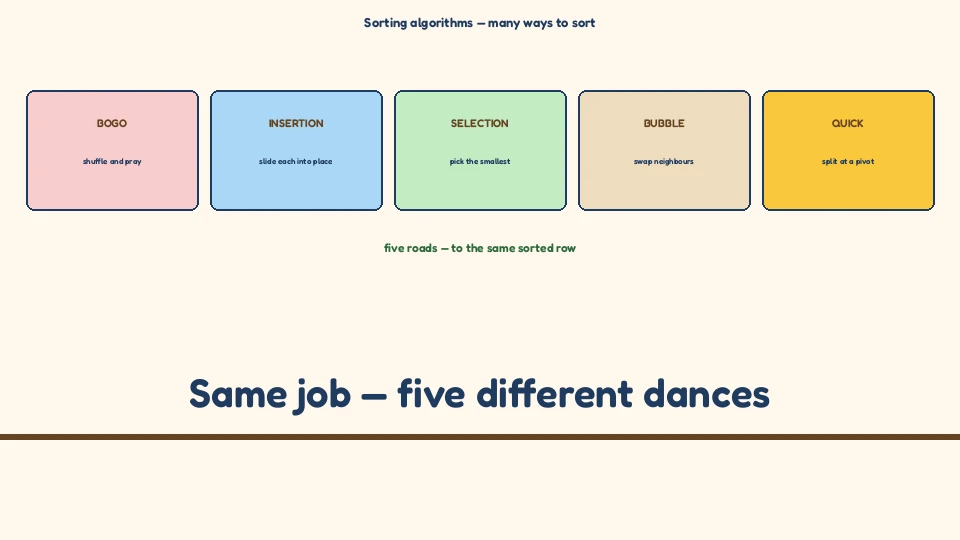 Sorting algorithms — many ways to sort
BOGO
shuffle and pray
INSERTION
slide each into place
SELECTION
pick the smallest
BUBBLE
swap neighbours
QUICK
split at a pivot
five roads — to the same sorted row
Same job — five different dances